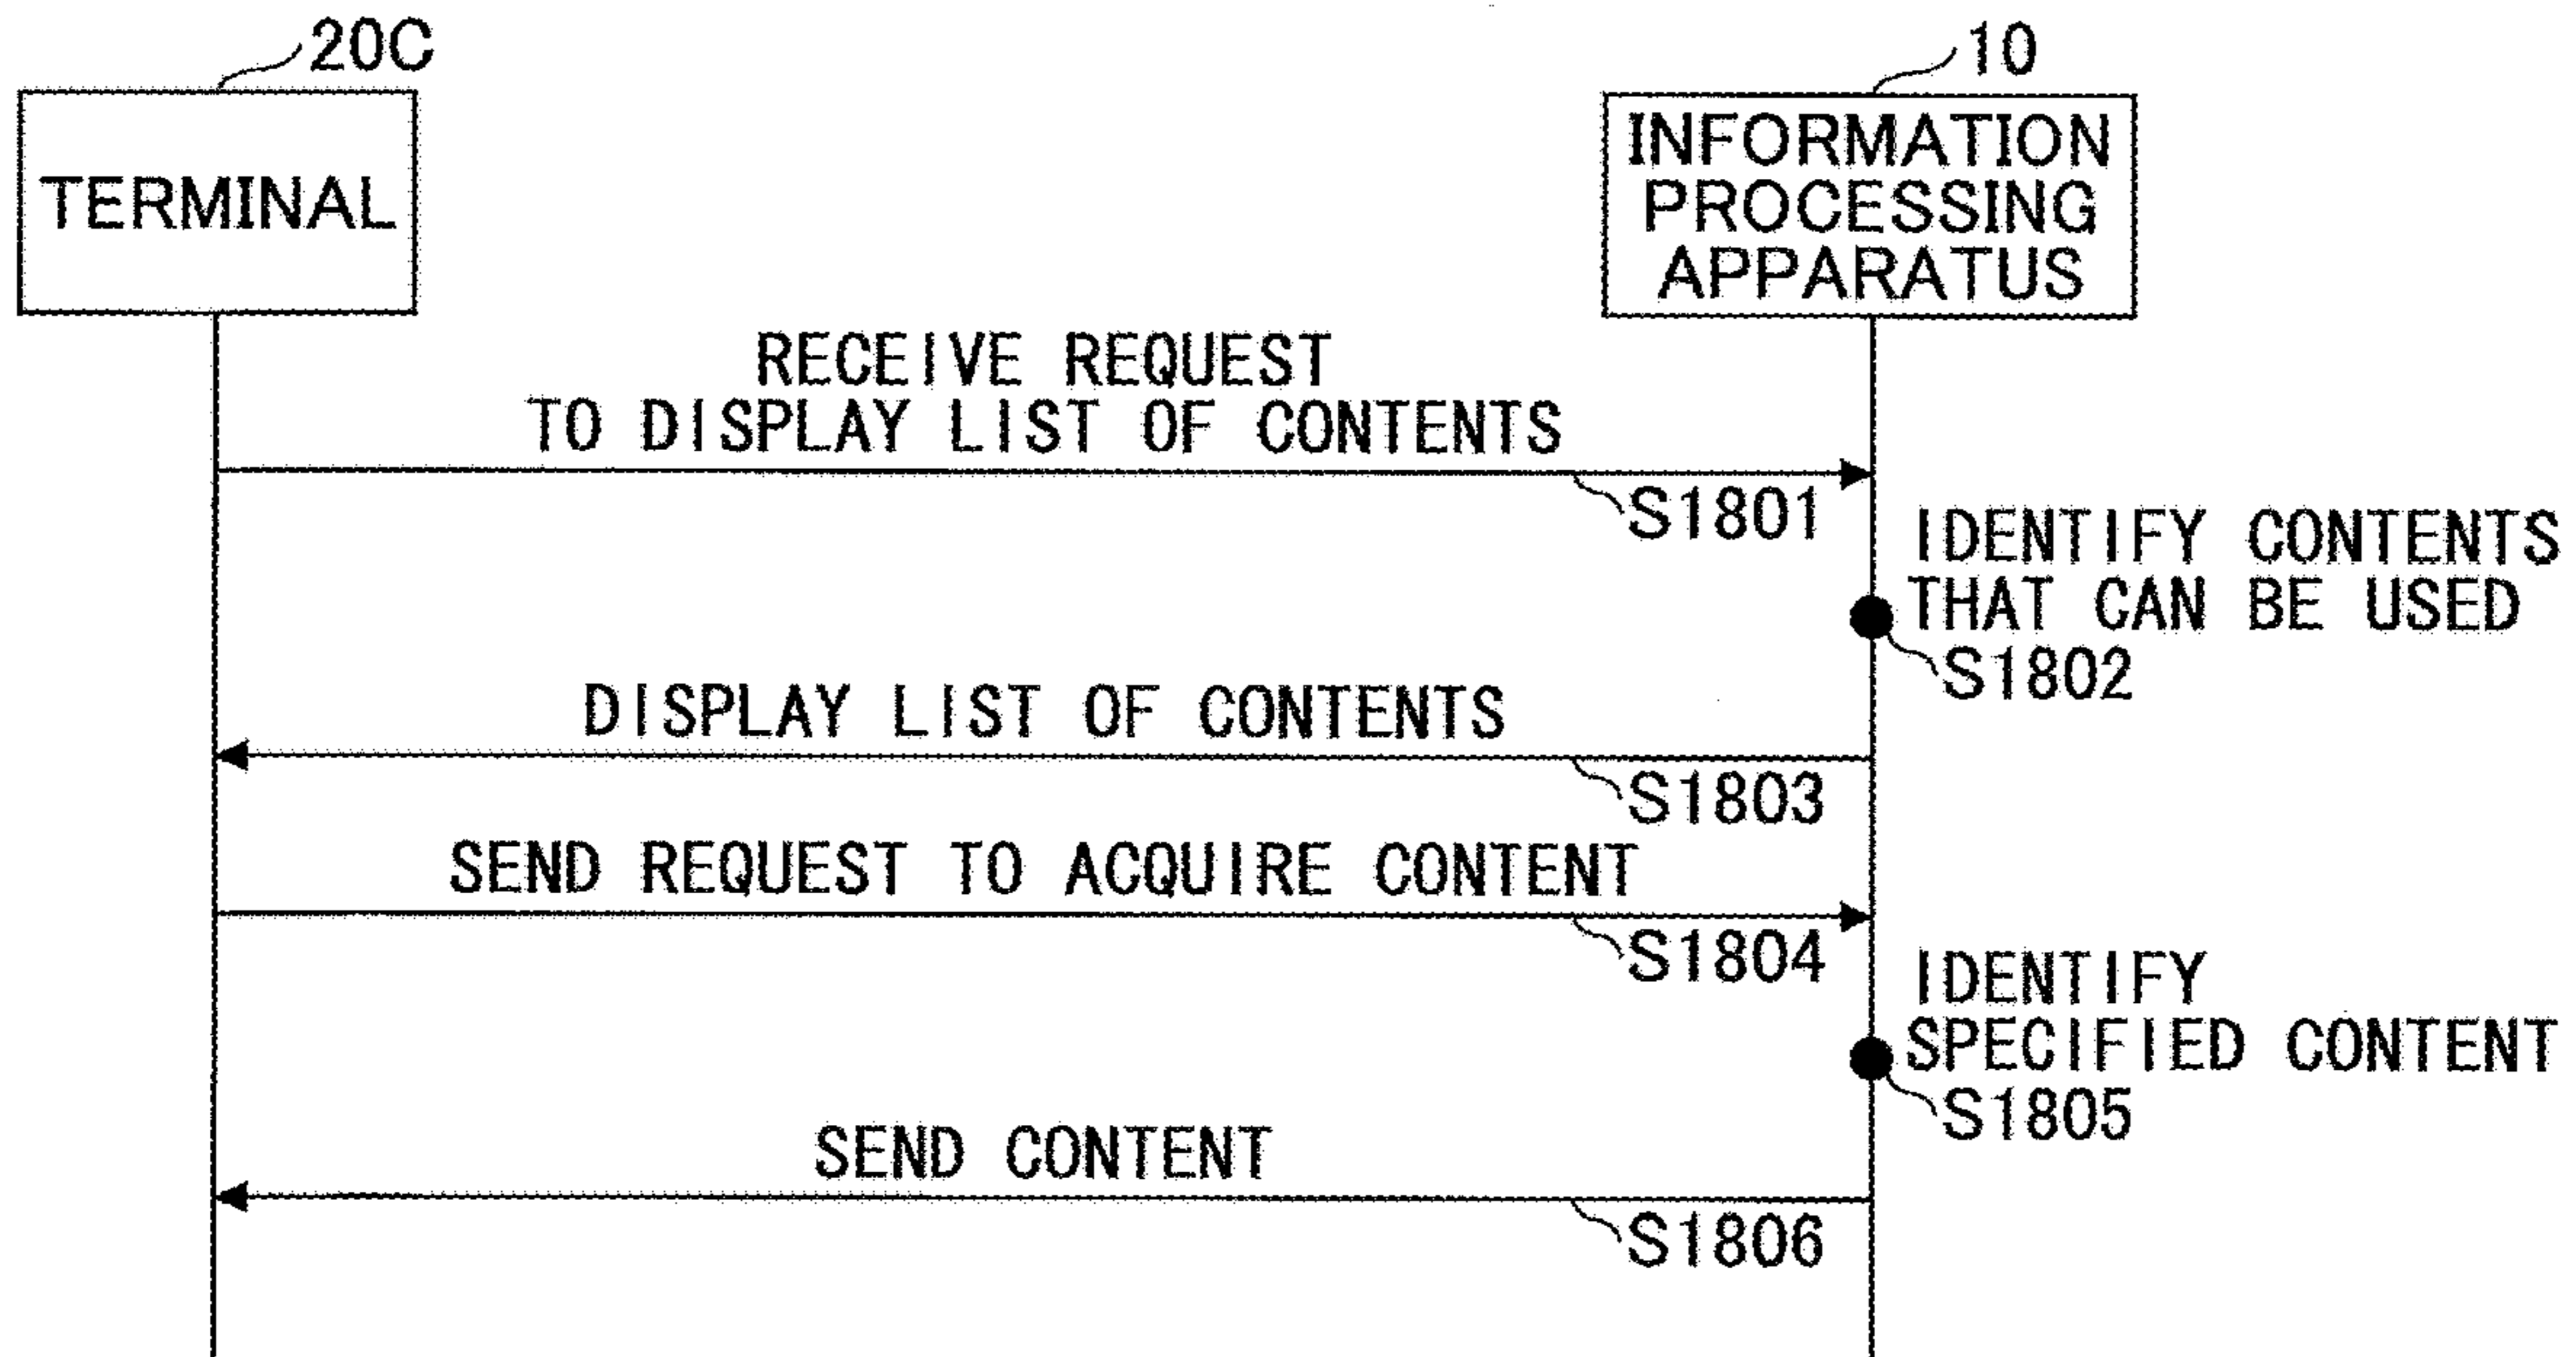 20C
10
TERMINAL
INFORMATION
PROCESSING
APPARATUS
RECEIVE REQUEST
TO DISPLAY LIST OF CONTENTS
S1801
IDENTIFY CONTENTS
THAT CAN BE USED
S1802
DISPLAY LIST OF CONTENTS
S1803
SEND REQUEST TO ACQUIRE CONTENT
S1804
IDENTIFY
SPECIFIED CONTENT
S1805
SEND CONTENT
S1806